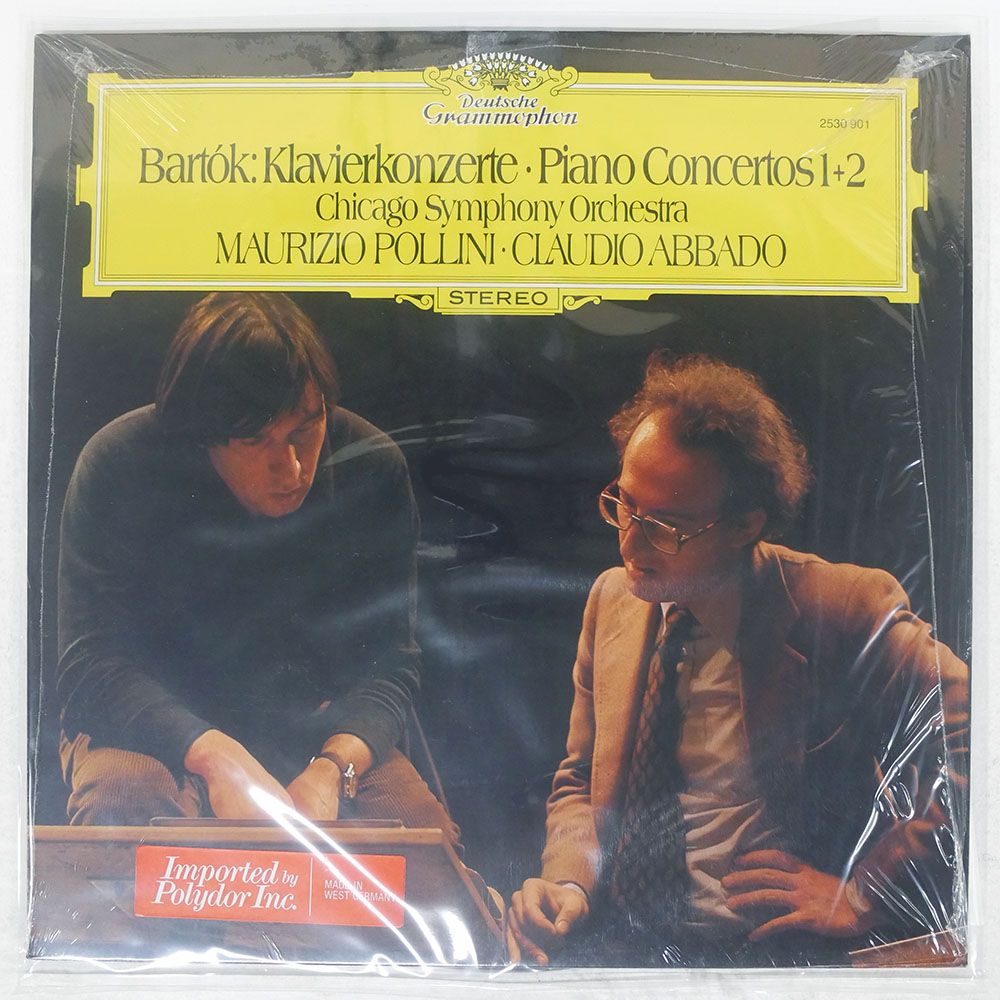 Deutsche
Grammophon
2530 901
Bartók: Klavierkonzerte · Piano Concertos 1+2
Chicago Symphony Orchestra
MAURIZIO POLLINI · CLAUDIO ABBADO
STEREO
Imported by
Polydor Inc.
MADE IN
WEST GERMANY